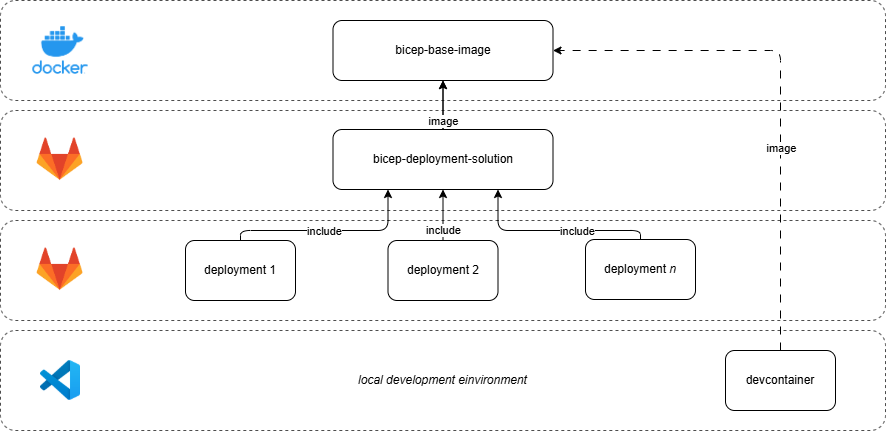 docker
bicep-base-image
image
bicep-deployment-solution
image
include
include
include
deployment 1
deployment 2
deployment n
local development einvironment
devcontainer